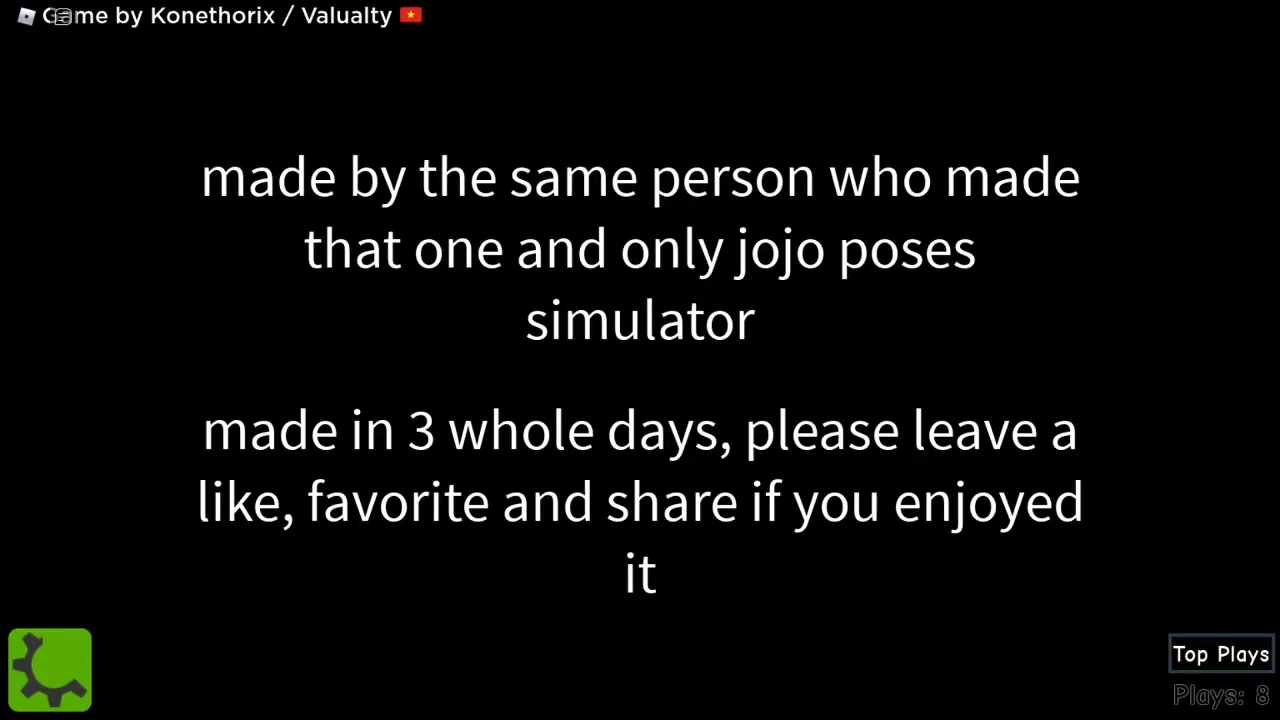 Game by Konethorix / Valualty
made by the same person who made
that one and only jojo poses
simulator
made in 3 whole days, please leave a
like, favorite and share if you enjoyed
it
Top Plays
Plays: 8